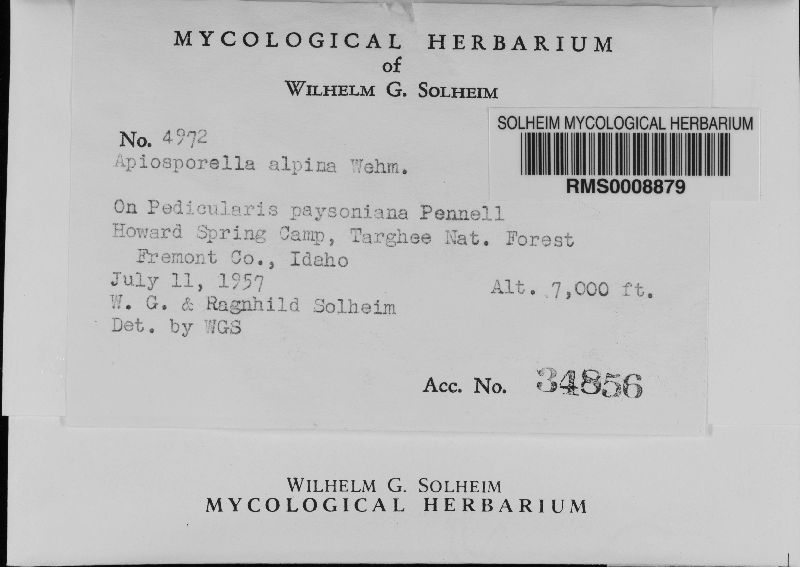 MYCOLOGICAL HERBARIUM
of
WILHELM G. SOLHEIM
SOLHEIM MYCOLOGICAL HERBARIUM
RMS0008879
No. 4972
Apiosporella alpina Wehm.
On Pedicularis paysoniana Pennell
Howard Spring Camp, Targhee Nat. Forest
Fremont Co., Idaho
July 11, 1957 Alt. 7,000 ft.
W. G. & Ragnhild Solheim
Det. by WGS
Acc. No. 34856
WILHELM G. SOLHEIM
MYCOLOGICAL HERBARIUM